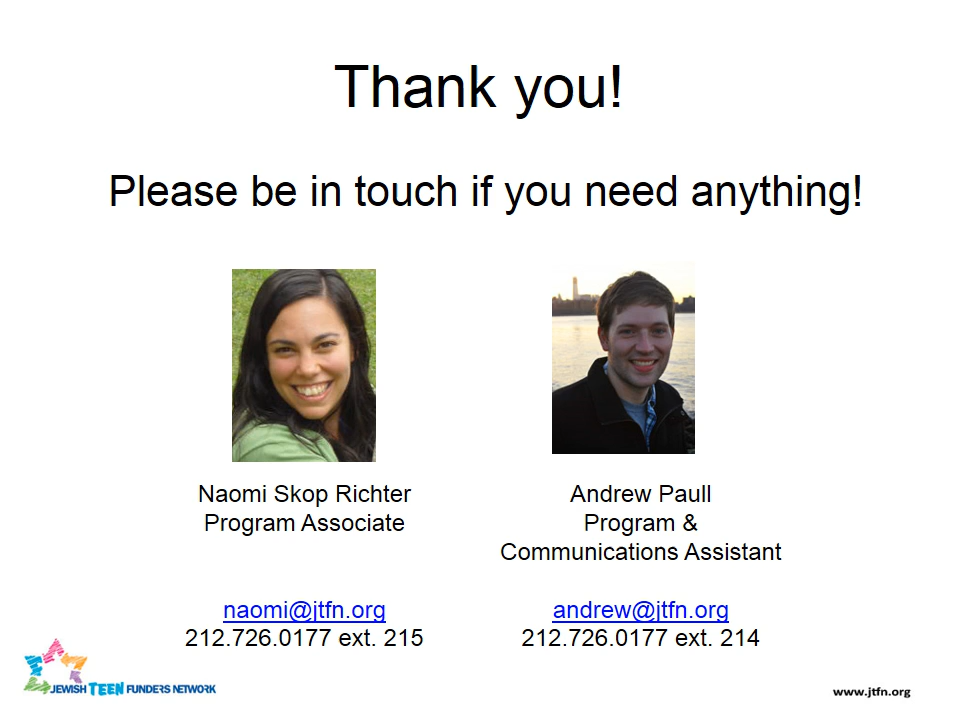 Thank you!
Please be in touch if you need anything!
Naomi Skop Richter
Program Associate
naomi@jtfn.org
212.726.0177 ext. 215
Andrew Paull
Program &
Communications Assistant
andrew@jtfn.org
212.726.0177 ext. 214
JEWISH TEEN FUNDERS NETWORK
www.jtfn.org